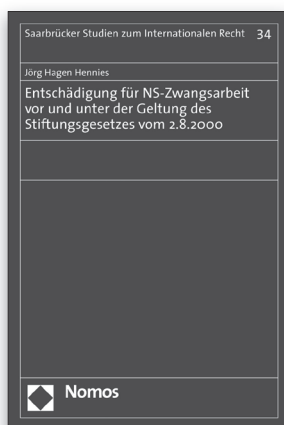 Saarbrücker Studien zum Internationalen Recht 34
Jörg Hagen Hennies
Entschädigung für NS-Zwangsarbeit
vor und unter der Geltung des
Stiftungsgesetzes vom 2.8.2000
Nomos